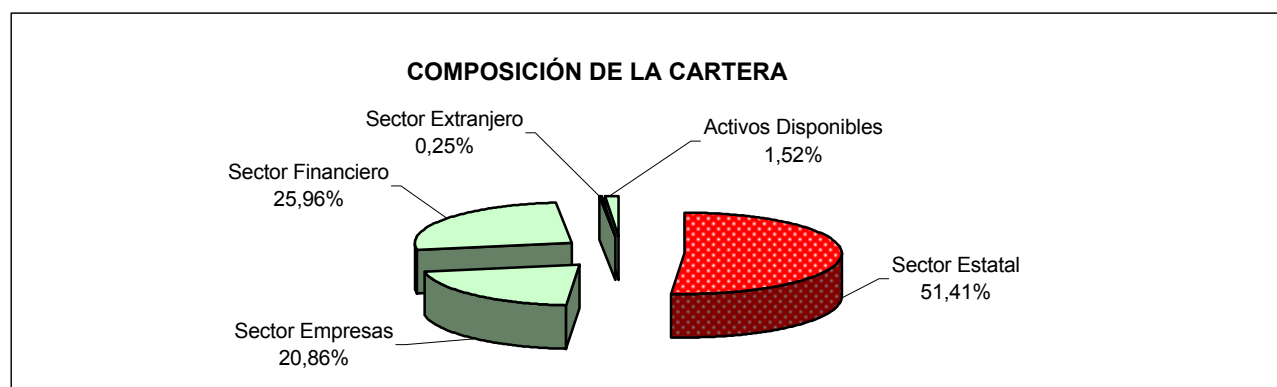 COMPOSICIÓN DE LA CARTERA
Sector Extranjero
0,25%
Activos Disponibles
1,52%
Sector Financiero
25,96%
Sector Estatal
51,41%
Sector Empresas
20,86%